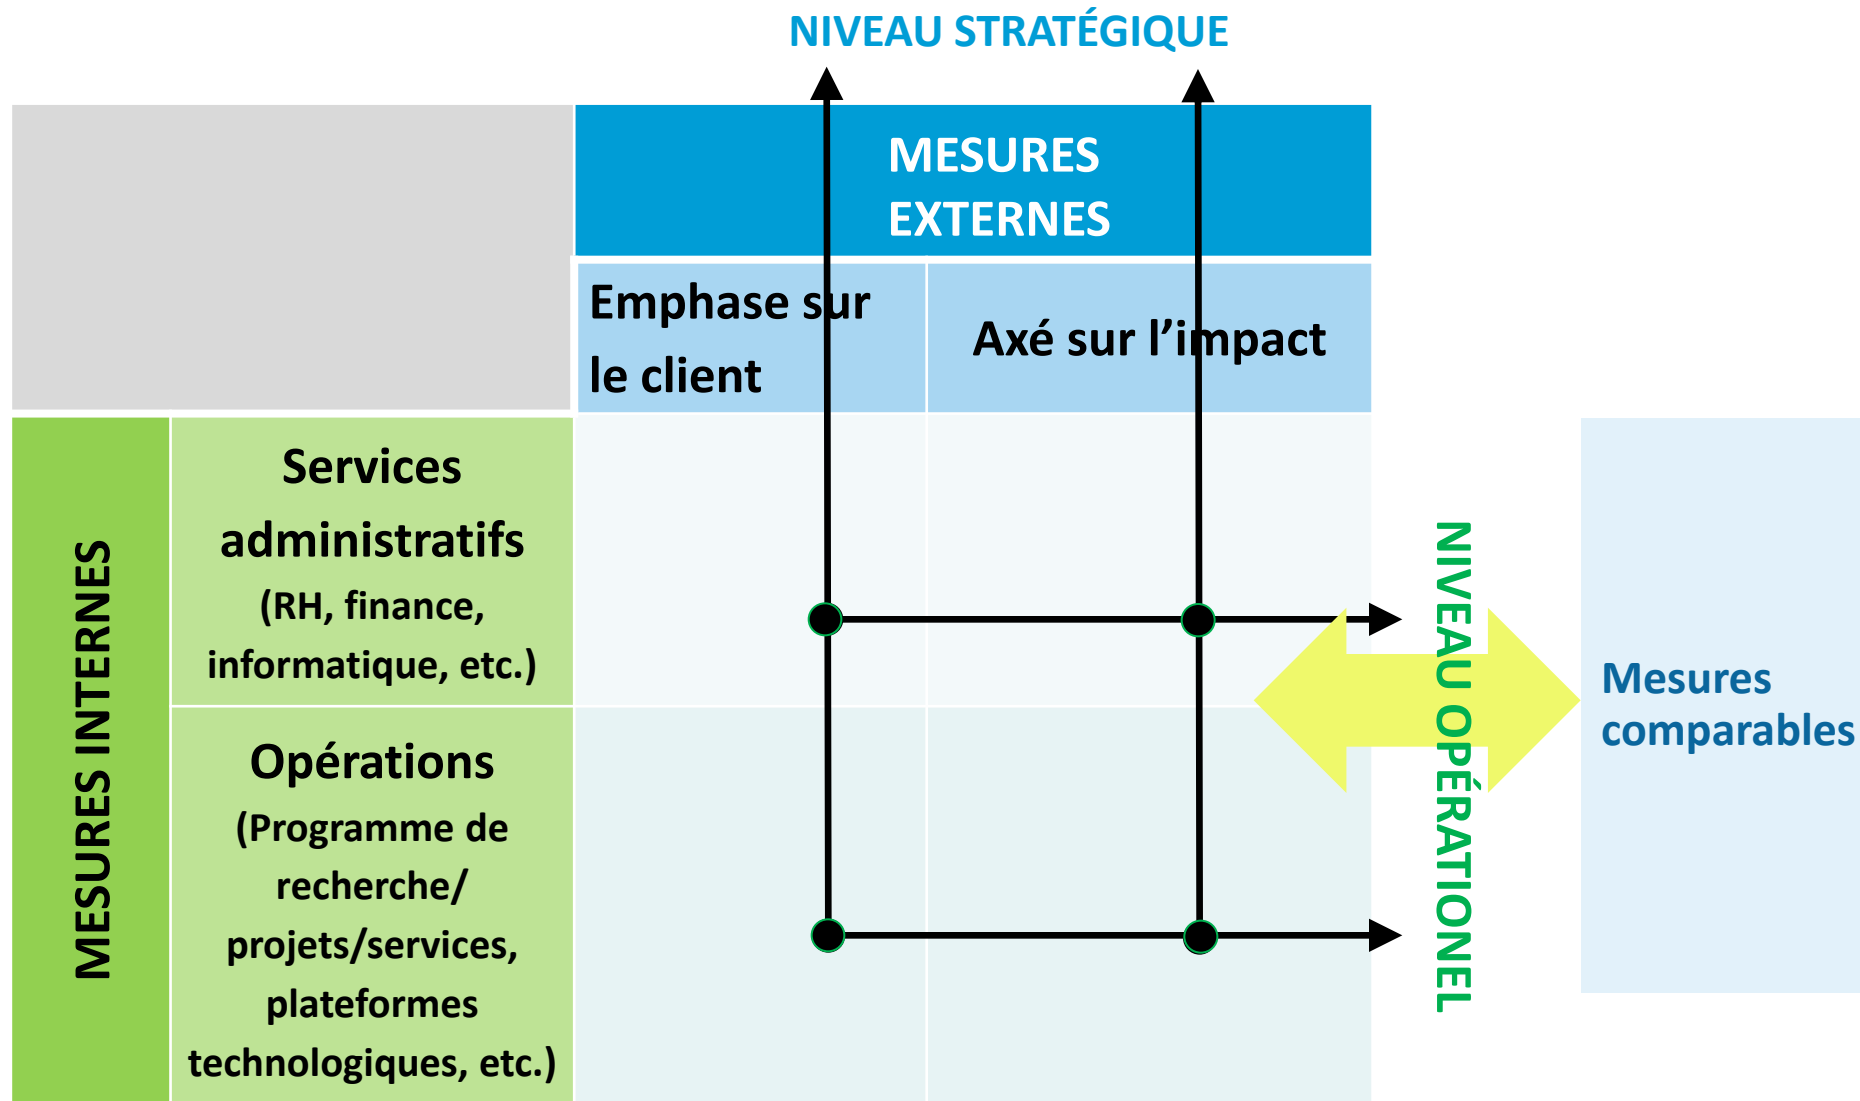 NIVEAU STRATÉGIQUE
MESURES
EXTERNES
Emphase sur
le client
Axé sur l’impact
MESURES INTERNES
Services
administratifs
(RH, finance,
informatique, etc.)
Opérations
(Programme de
recherche/
projets/services,
plateformes
technologiques, etc.)
NIVEAU OPÉRATIONEL
Mesures
comparables